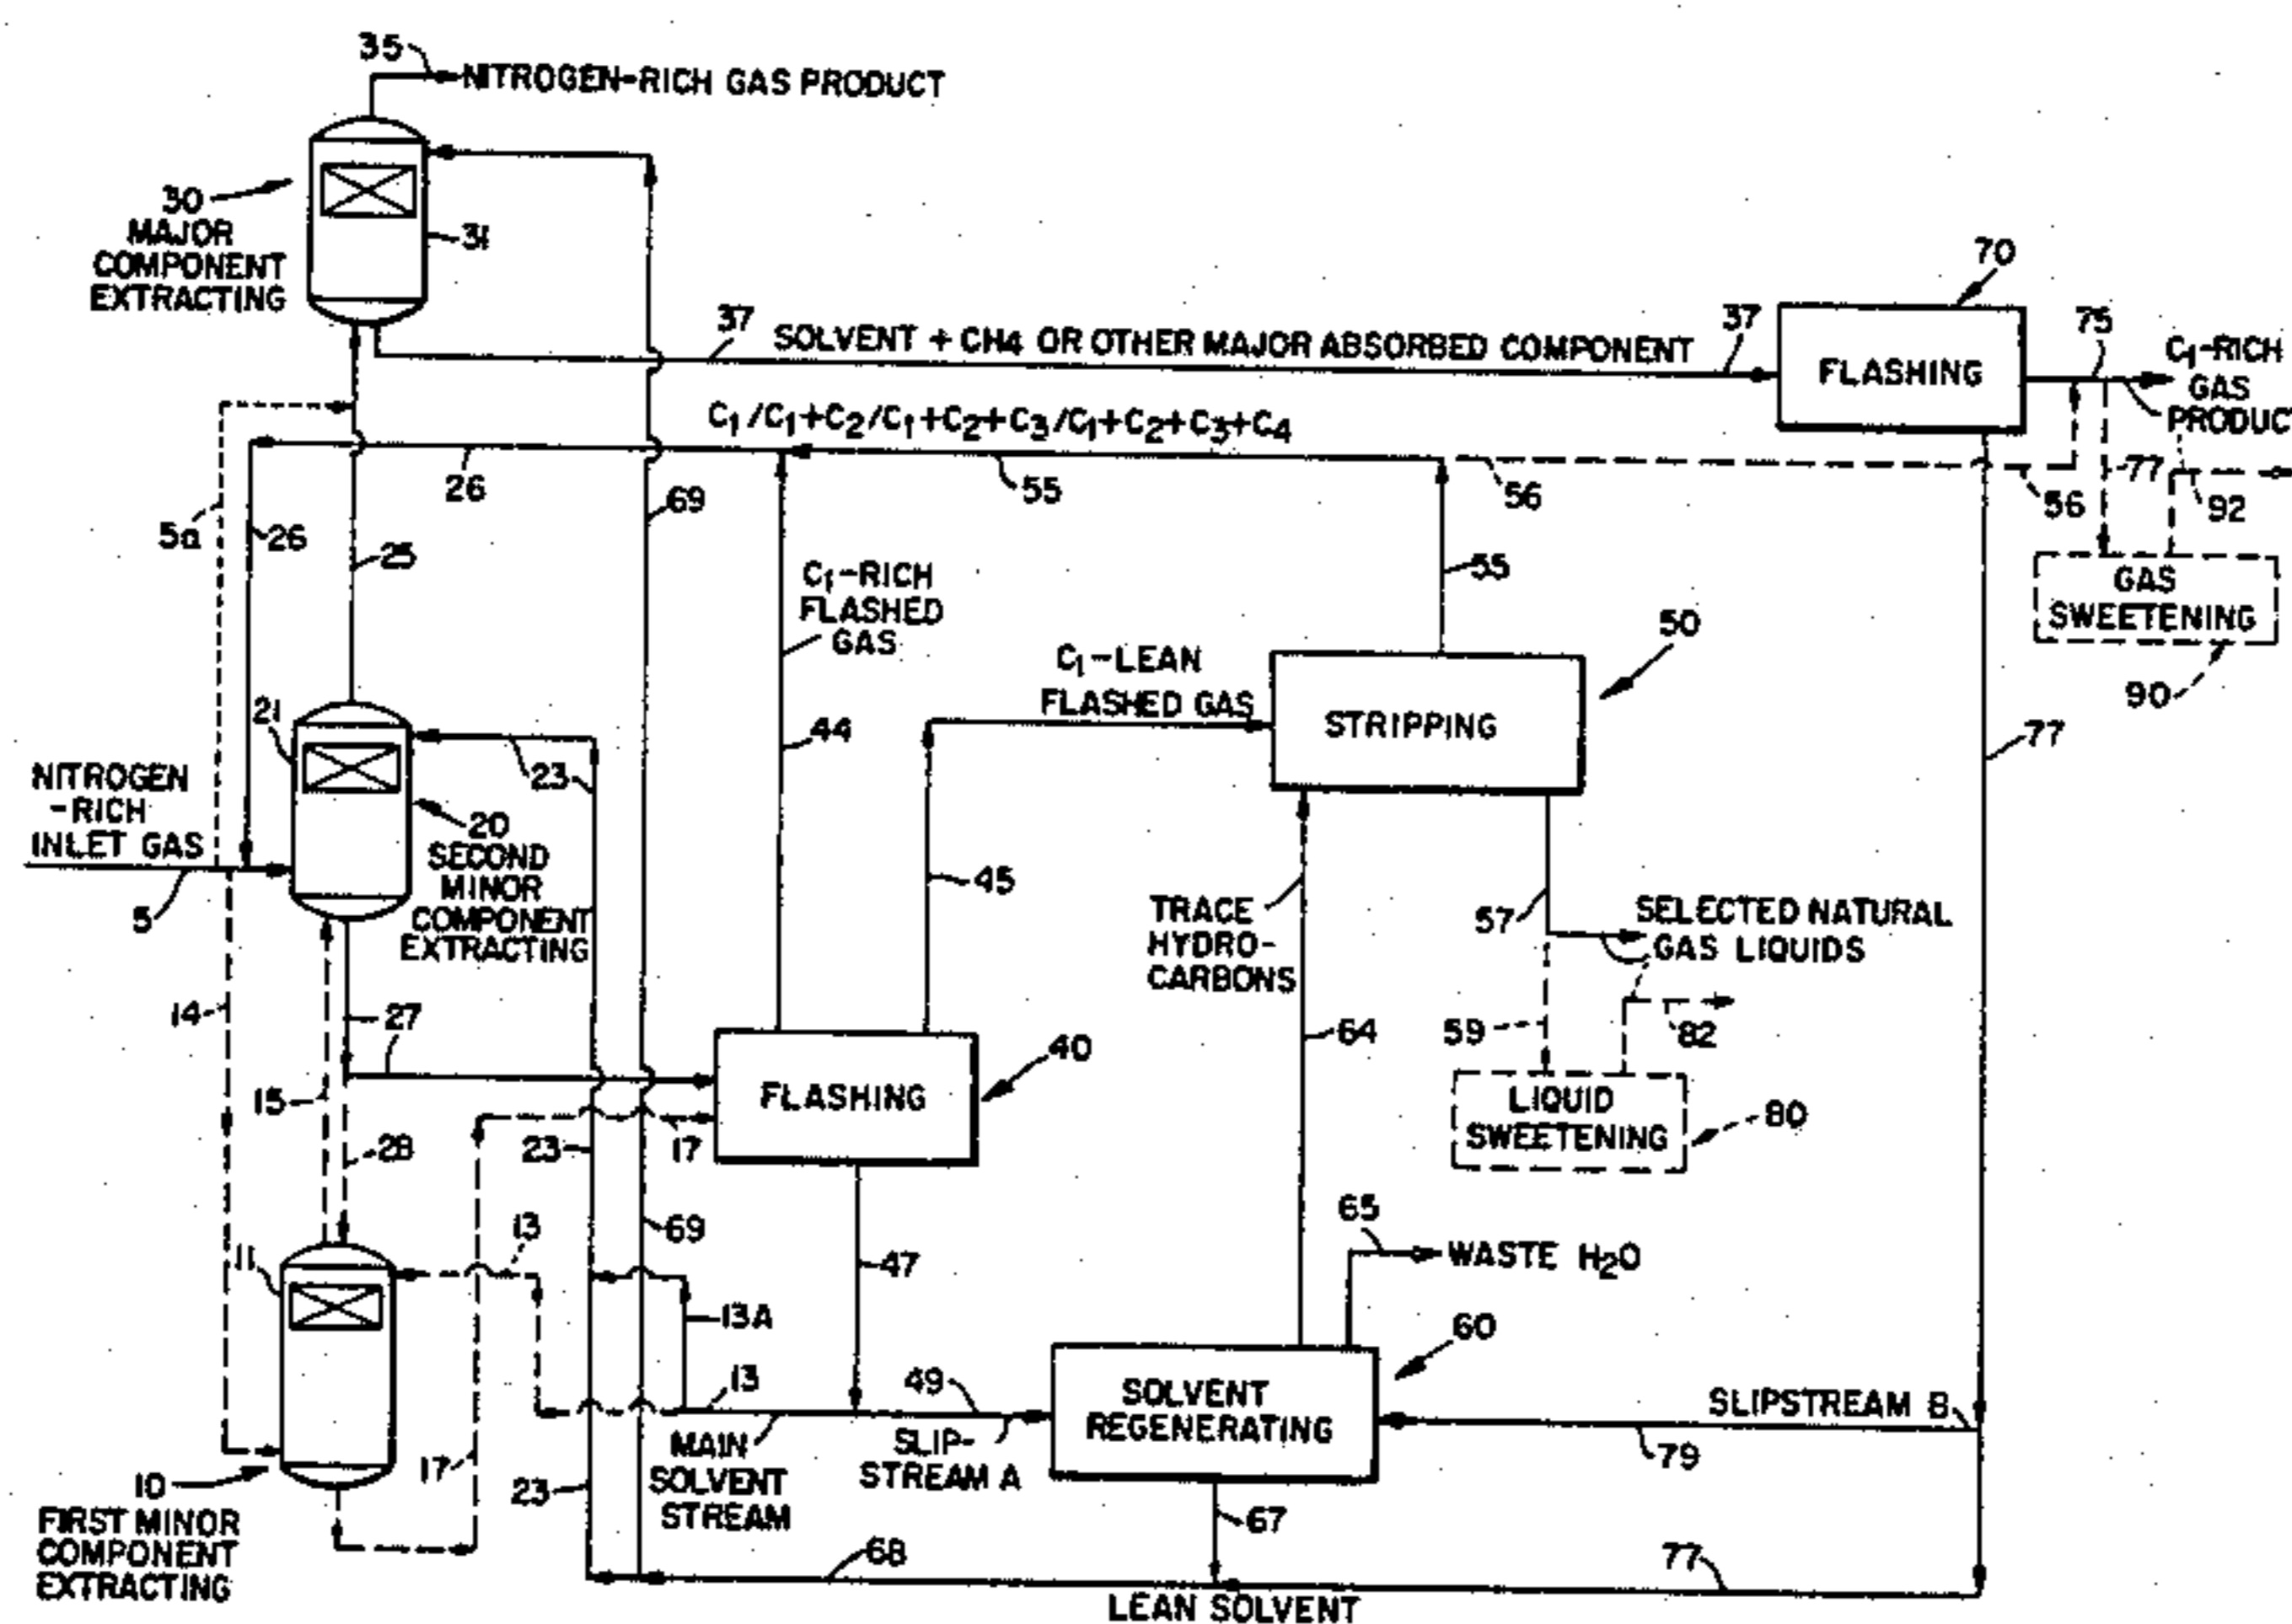 35
NITROGEN-RICH GAS PRODUCT
30
MAJOR
COMPONENT
EXTRACTING
31
37
SOLVENT + CH4 OR OTHER MAJOR ABSORBED COMPONENT
37
70
FLASHING
75
C1-RICH
GAS
PRODUCT
C1/C1+C2/C1+C2+C3/C1+C2+C3+C4
26
55
56
56
77
92
5a
26
25
69
C1-RICH
FLASHED
GAS
55
GAS
SWEETENING
90
50
C1-LEAN
FLASHED GAS
STRIPPING
21
23
44
77
NITROGEN
-RICH
INLET GAS
5
20
SECOND
MINOR
COMPONENT
EXTRACTING
45
TRACE
HYDRO-
CARBONS
57
SELECTED NATURAL
GAS LIQUIDS
14
27
59
82
64
40
FLASHING
15
28
17
23
LIQUID
SWEETENING
80
13
69
47
65
WASTE H2O
11
13A
13
49
60
SOLVENT
REGENERATING
SLIPSTREAM B
79
MAIN
SOLVENT
STREAM
SLIP-
STREAM A
17
23
10
FIRST MINOR
COMPONENT
EXTRACTING
67
68
77
LEAN SOLVENT